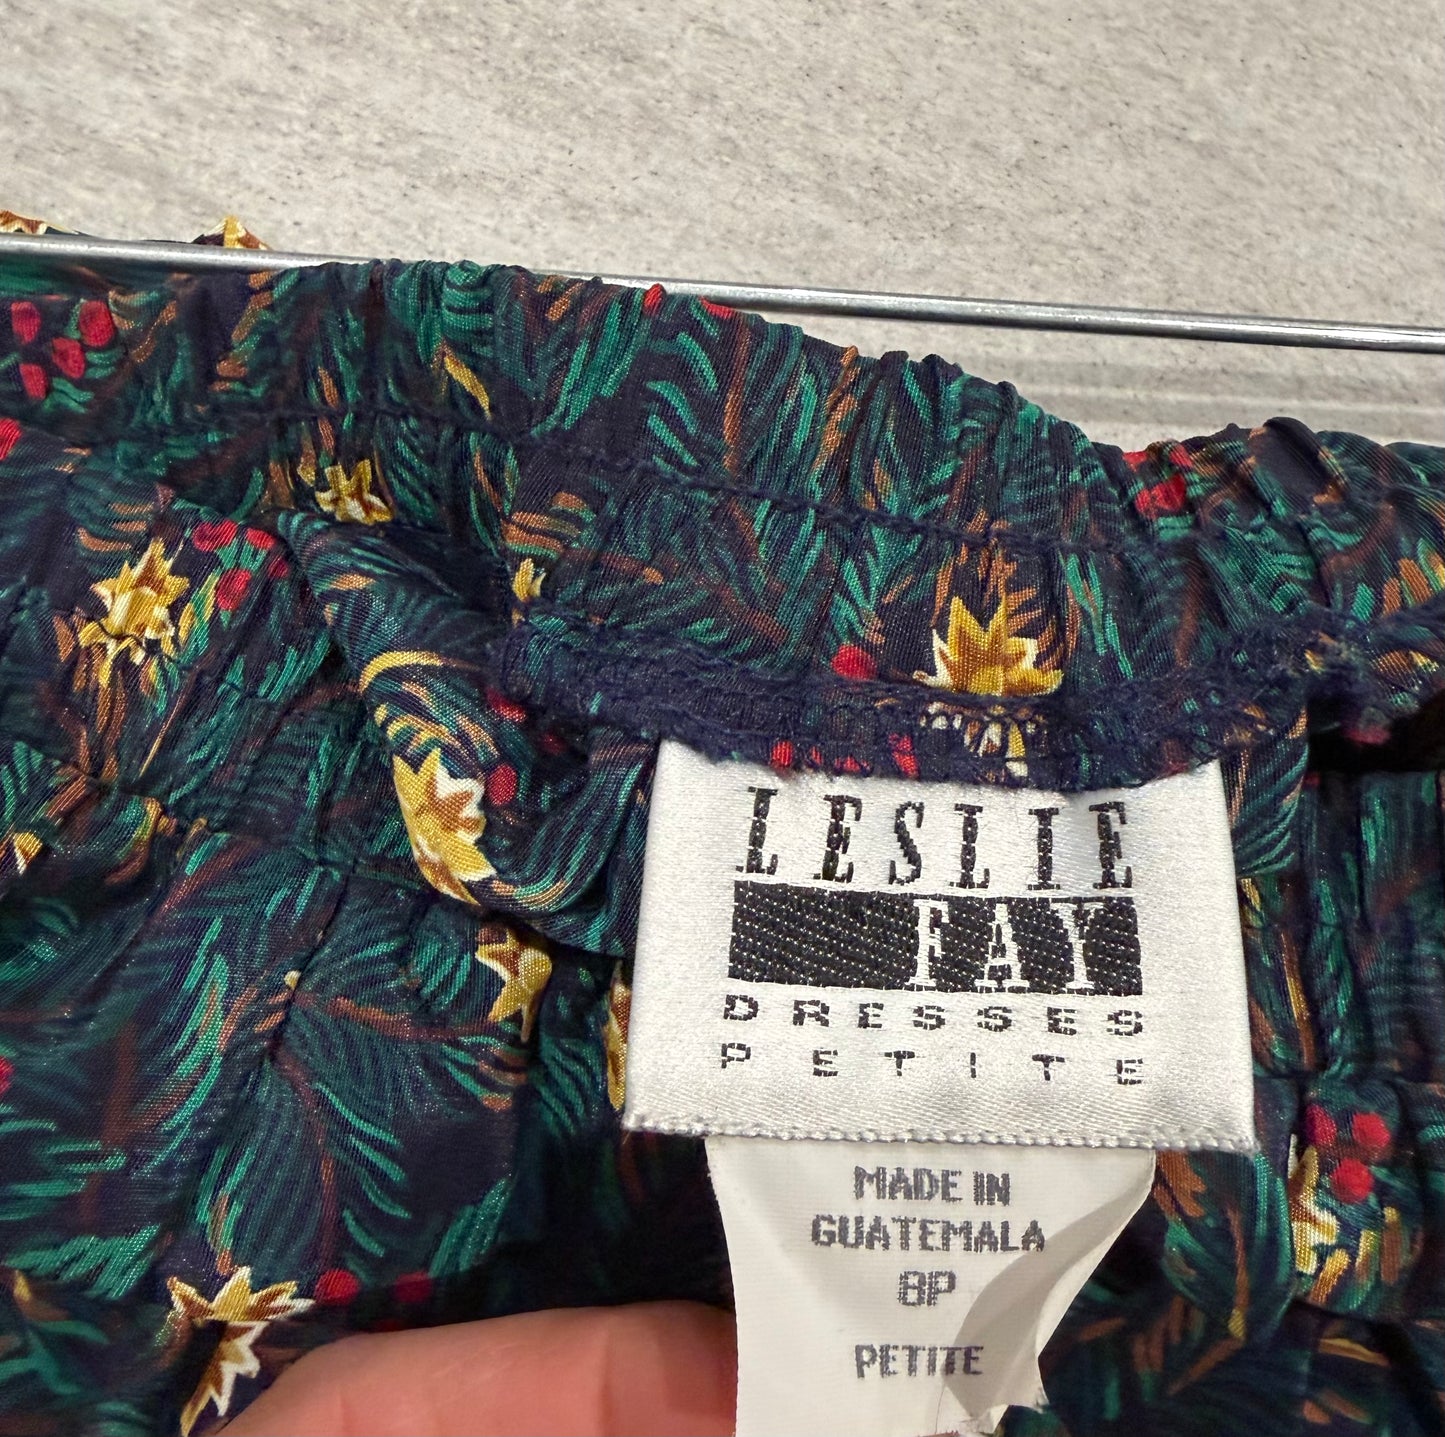 LESLIE
FAY
DRESSES
PETITE
MADE IN
GUATEMALA
8P
PETITE